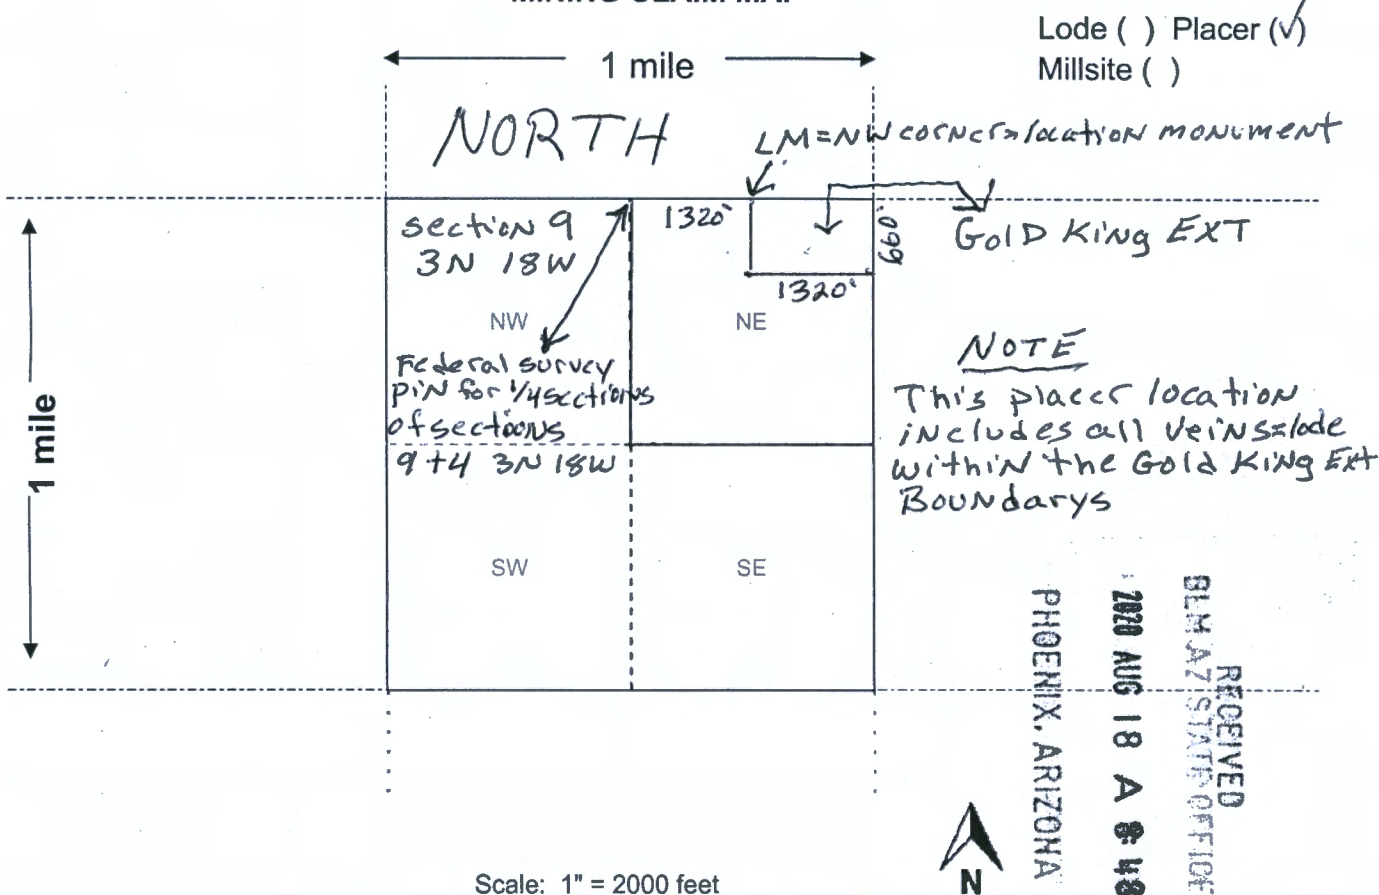 MINING CLAIM MAP
Lode ( ) Placer (√)
Millsite ( )
1 mile
NORTH
LM=NW corner=location monument
1320'
660'
Gold King EXT
section 9
3N 18W
1320'
NW
NE
Federal survey
pin for 1/4 sections
of sections
9+4 3N 18W
NOTE
This placer location
includes all veins=lode
within the Gold King Ext
Boundarys
1 mile
SW
SE
RECEIVED
BLM AZ STATE OFFICE
2020 AUG 18 A 8:48
PHOENIX, ARIZONA
N
Scale: 1" = 2000 feet